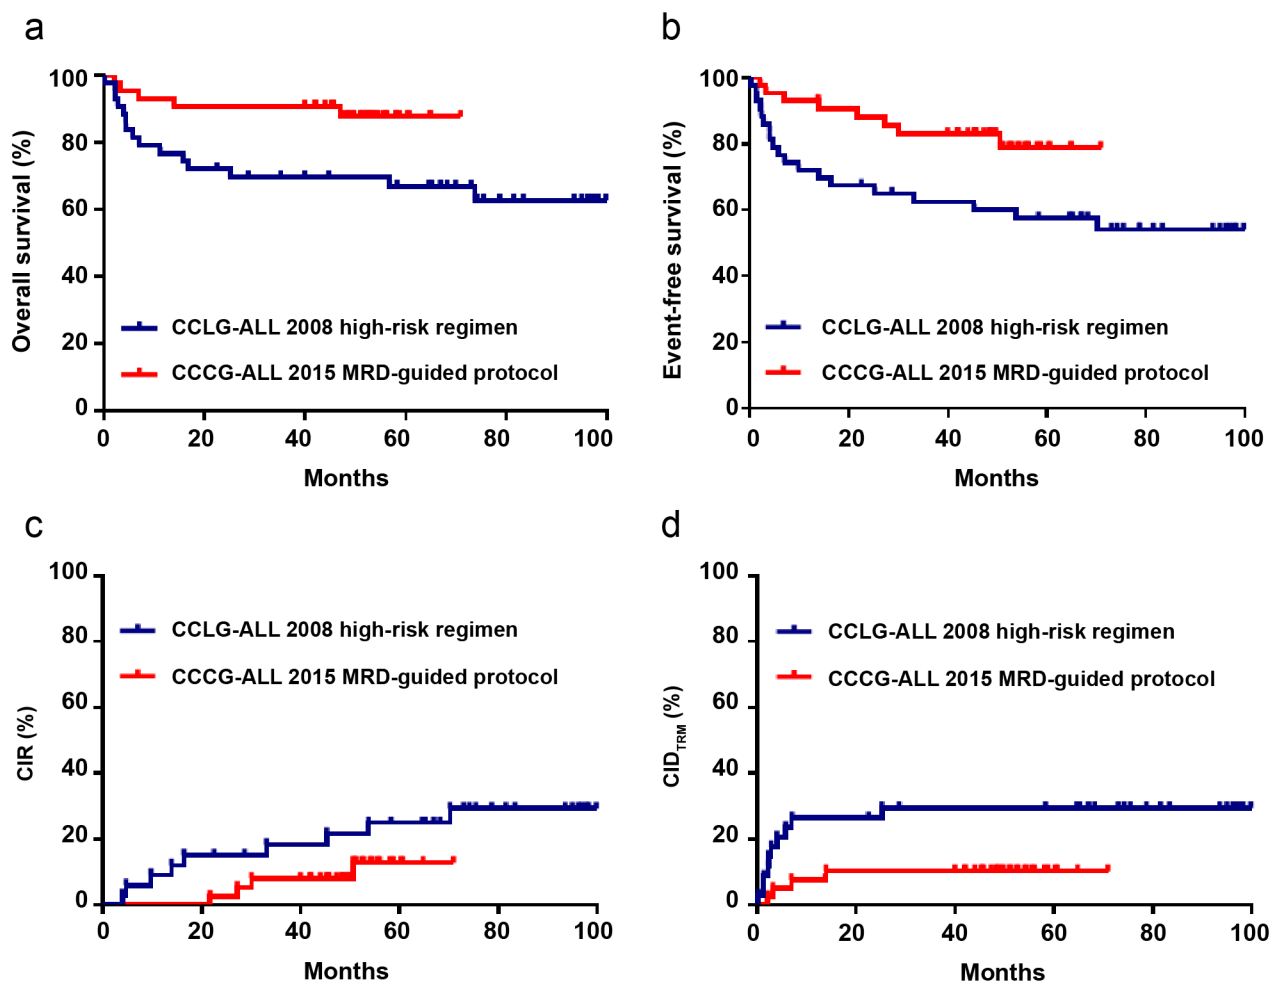 a
Overall survival (%)
100
80
60
40
20
0
CCLG-ALL 2008 high-risk regimen
CCCG-ALL 2015 MRD-guided protocol
0 20 40 60 80 100
Months
b
Event-free survival (%)
100
80
60
40
20
0
CCLG-ALL 2008 high-risk regimen
CCCG-ALL 2015 MRD-guided protocol
0 20 40 60 80 100
Months
c
CIR (%)
100
80
60
40
20
0
CCLG-ALL 2008 high-risk regimen
CCCG-ALL 2015 MRD-guided protocol
0 20 40 60 80 100
Months
d
CIDTRM (%)
100
80
60
40
20
0
CCLG-ALL 2008 high-risk regimen
CCCG-ALL 2015 MRD-guided protocol
0 20 40 60 80 100
Months